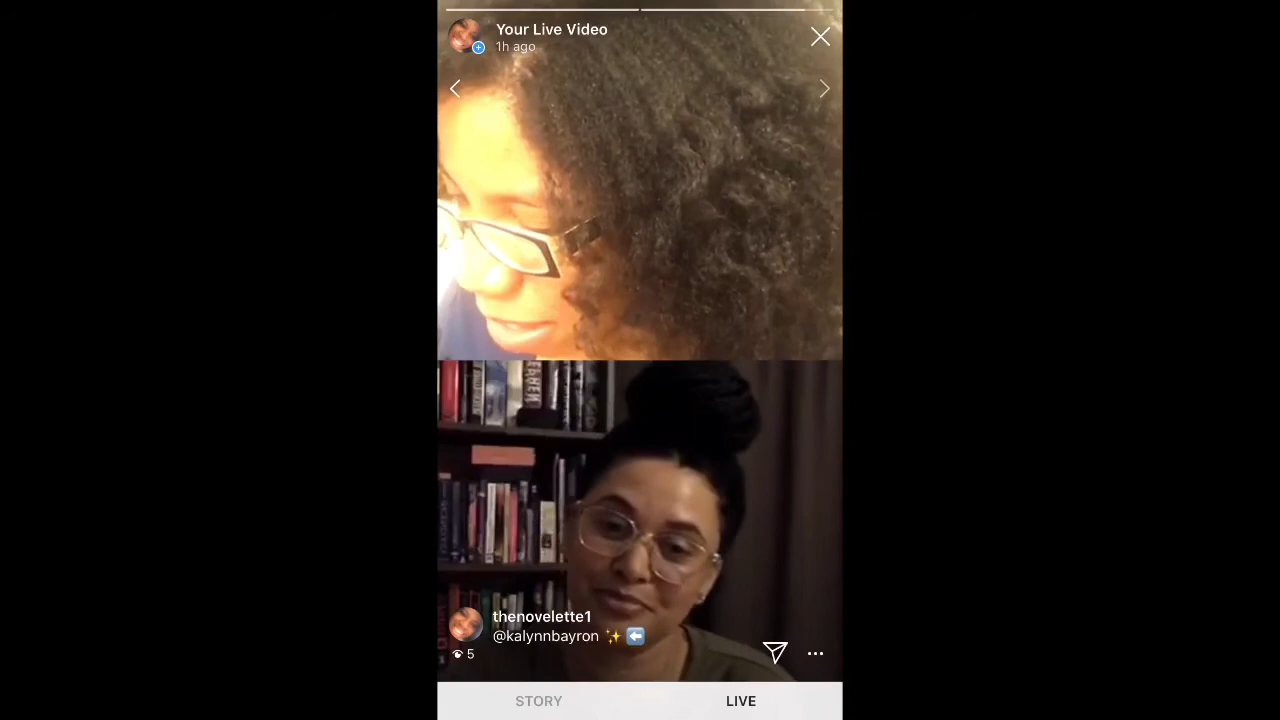 Your Live Video
1h ago
thenovelette1
@kalynnbayron ✨ ⬅️
5
STORY
LIVE